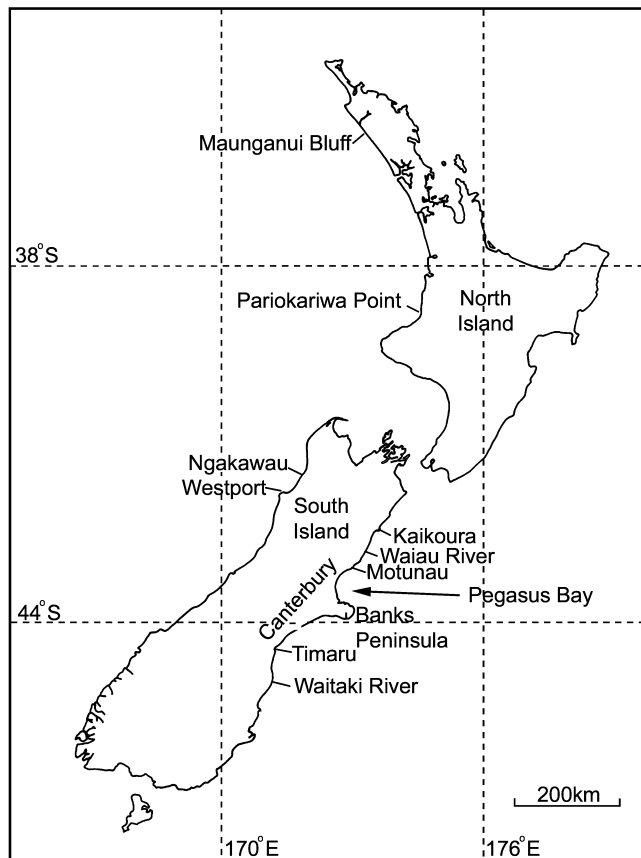 Maunganui Bluff
38°S
Pariokariwa Point
North
Island
Ngakawau
Westport
South
Island
Kaikoura
Waiau River
Motunau
Canterbury
Pegasus Bay
44°S
Banks
Peninsula
Timaru
Waitaki River
200km
170°E
176°E